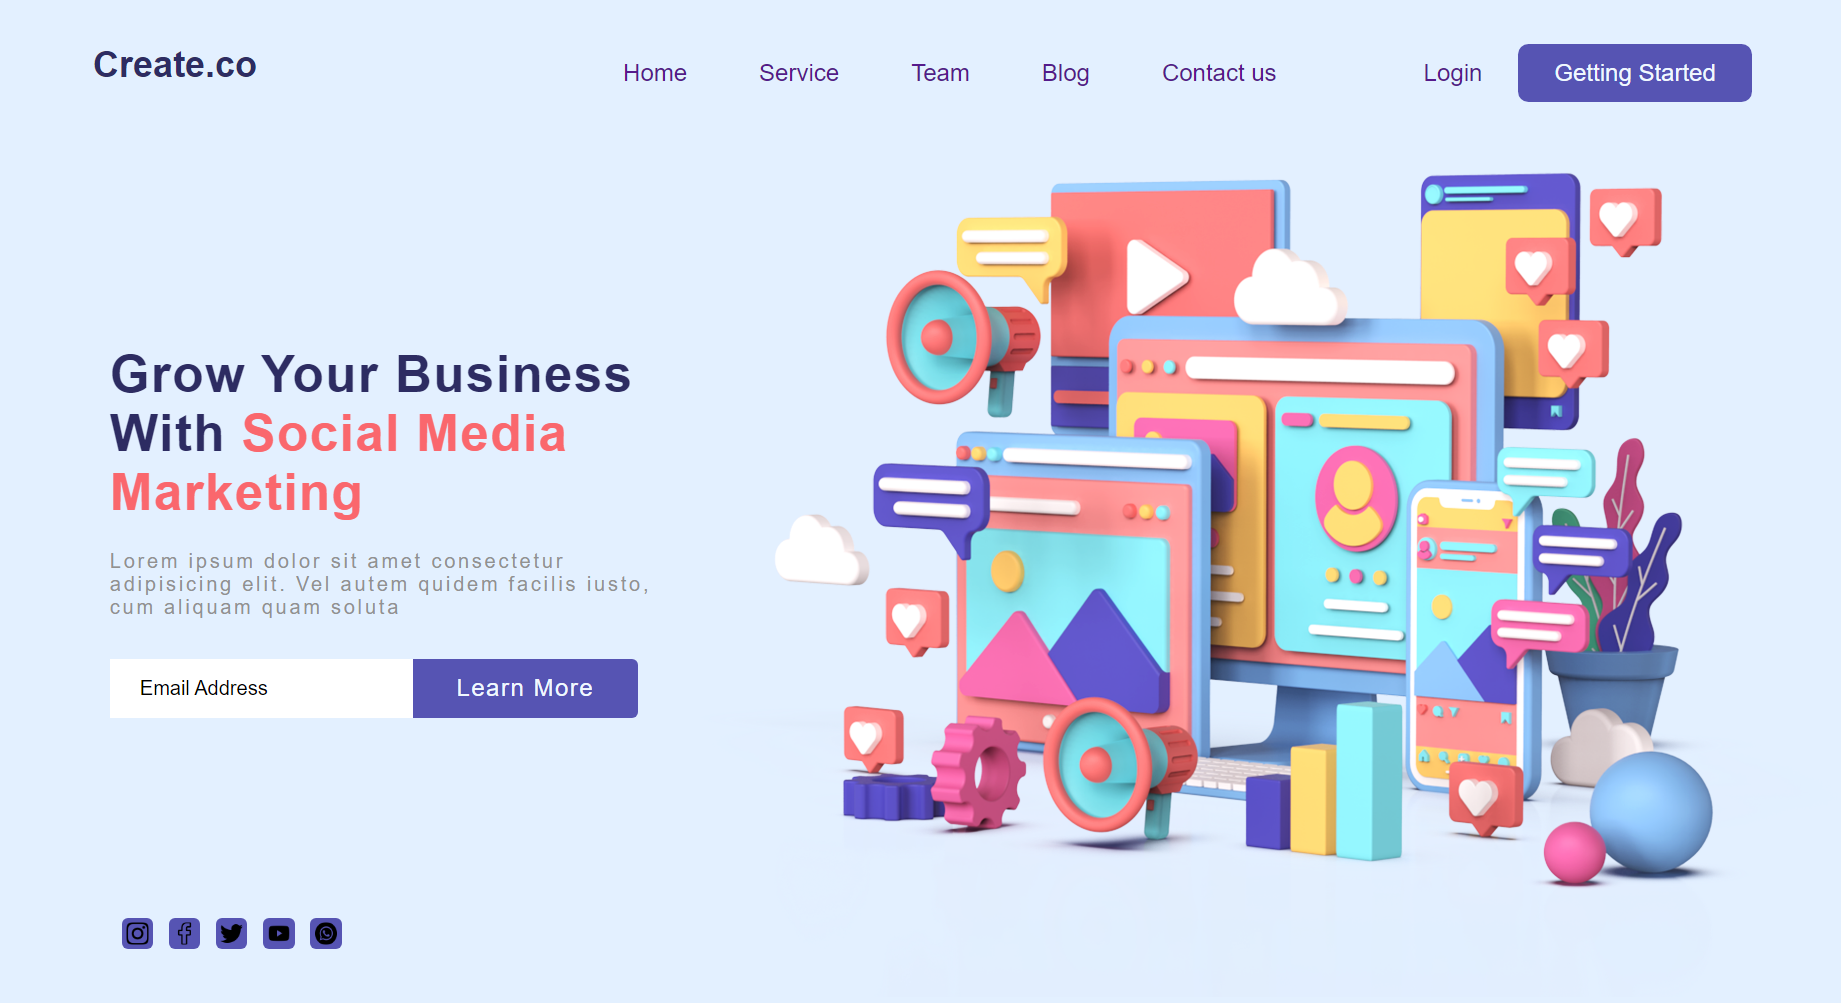 Create.co
Home Service Team Blog Contact us Login Getting Started
Grow Your Business
With Social Media
Marketing
Lorem ipsum dolor sit amet consectetur
adipisicing elit. Vel autem quidem facilis iusto,
cum aliquam quam soluta
Email Address Learn More